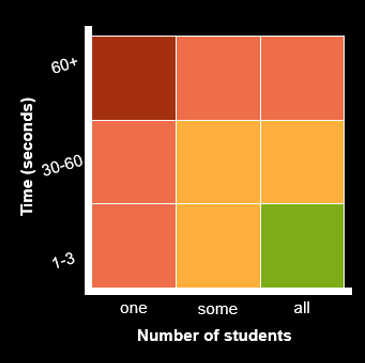 60+
30-60
1-3
Time (seconds)
one some all
Number of students